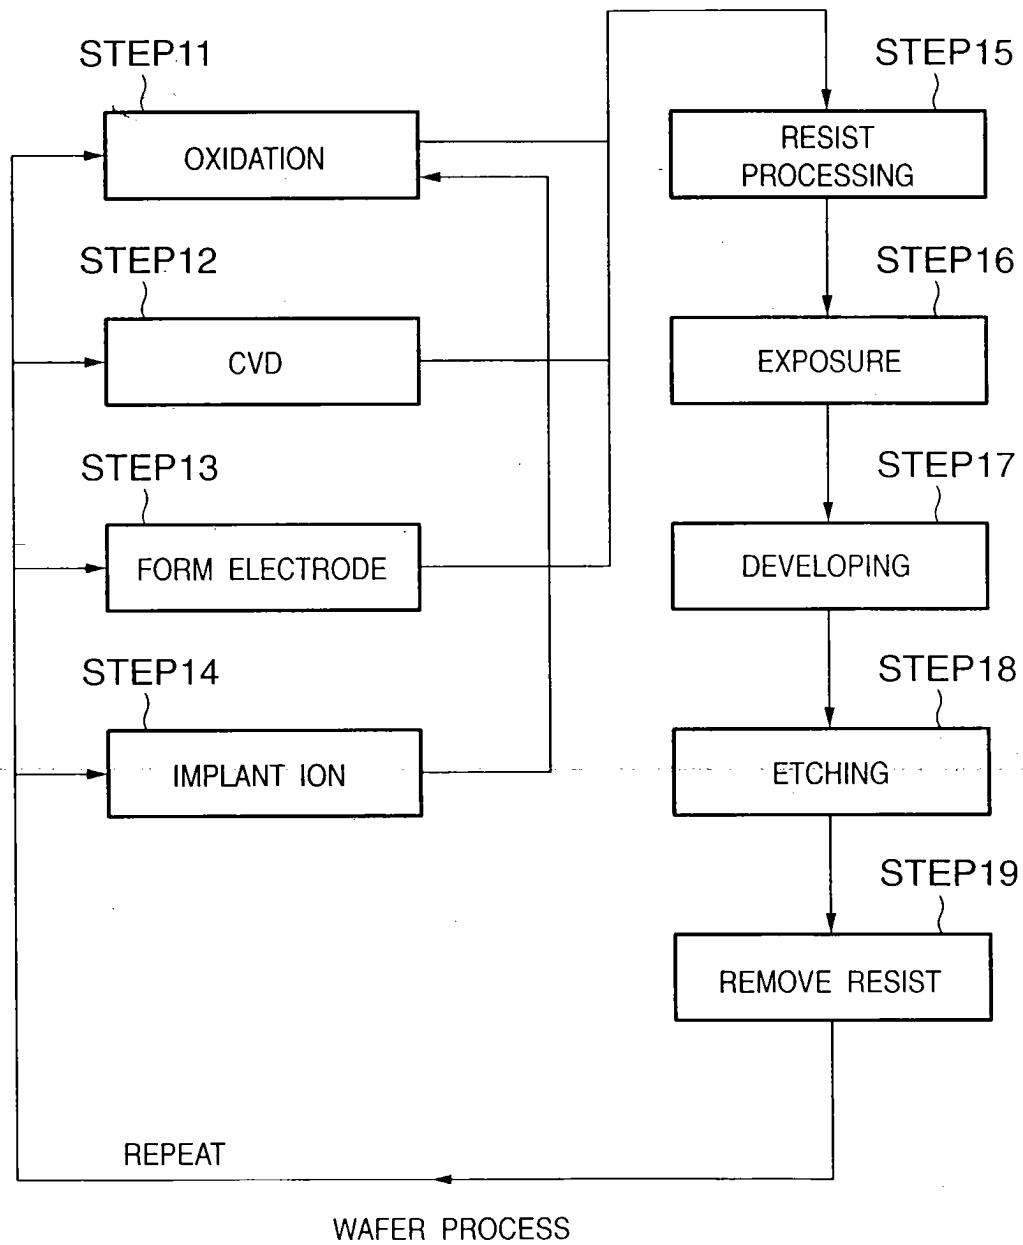 STEP11
OXIDATION
STEP12
CVD
STEP13
FORM ELECTRODE
STEP14
IMPLANT ION
STEP15
RESIST
PROCESSING
STEP16
EXPOSURE
STEP17
DEVELOPING
STEP18
ETCHING
STEP19
REMOVE RESIST
REPEAT
WAFER PROCESS